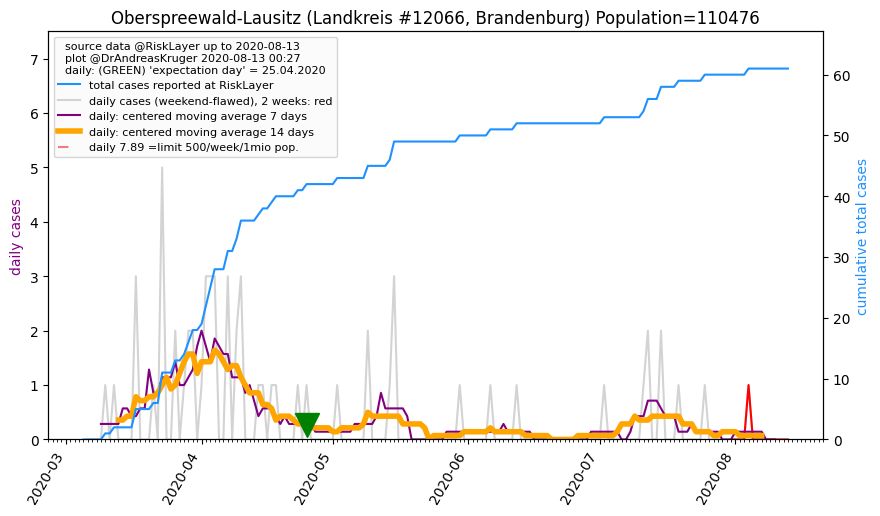 Oberspreewald-Lausitz (Landkreis #12066, Brandenburg) Population=110476
source data @RiskLayer up to 2020-08-13
plot @DrAndreasKruger 2020-08-13 00:27
daily: (GREEN) 'expectation day' = 25.04.2020
total cases reported at RiskLayer
daily cases (weekend-flawed), 2 weeks: red
daily: centered moving average 7 days
daily: centered moving average 14 days
daily 7.89 =limit 500/week/1mio pop.
daily cases
7
6
5
4
3
2
1
0
cumulative total cases
60
50
40
30
20
10
0
2020-03
2020-04
2020-05
2020-06
2020-07
2020-08